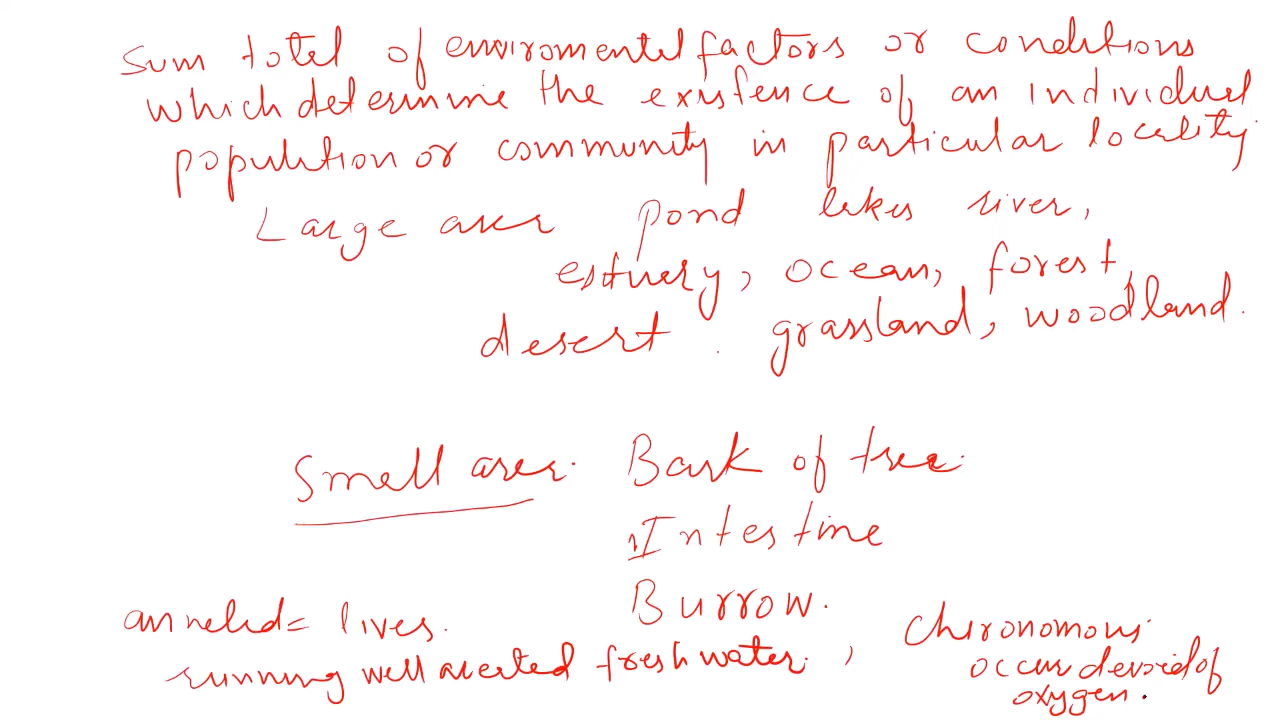 Sum total of enviromental factors or conditions
which determine the existence of an individual
population or community in particular locality.
Large area pond lakes river,
estuary, ocean, forest,
desert. grassland, woodland.
Small area. Bark of tree.
Intestine
Burrow.
annelid = lives.
running well aerated fresh water. ,
Chironomous
occur devoid of
oxygen.